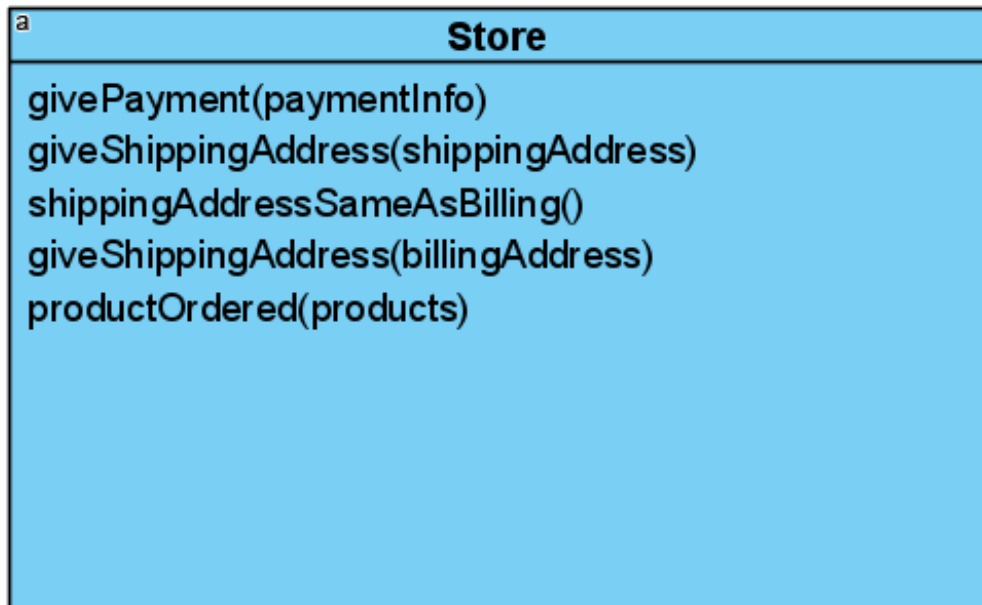 a
Store
givePayment(paymentInfo)
giveShippingAddress(shippingAddress)
shippingAddressSameAsBilling()
giveShippingAddress(billingAddress)
productOrdered(products)